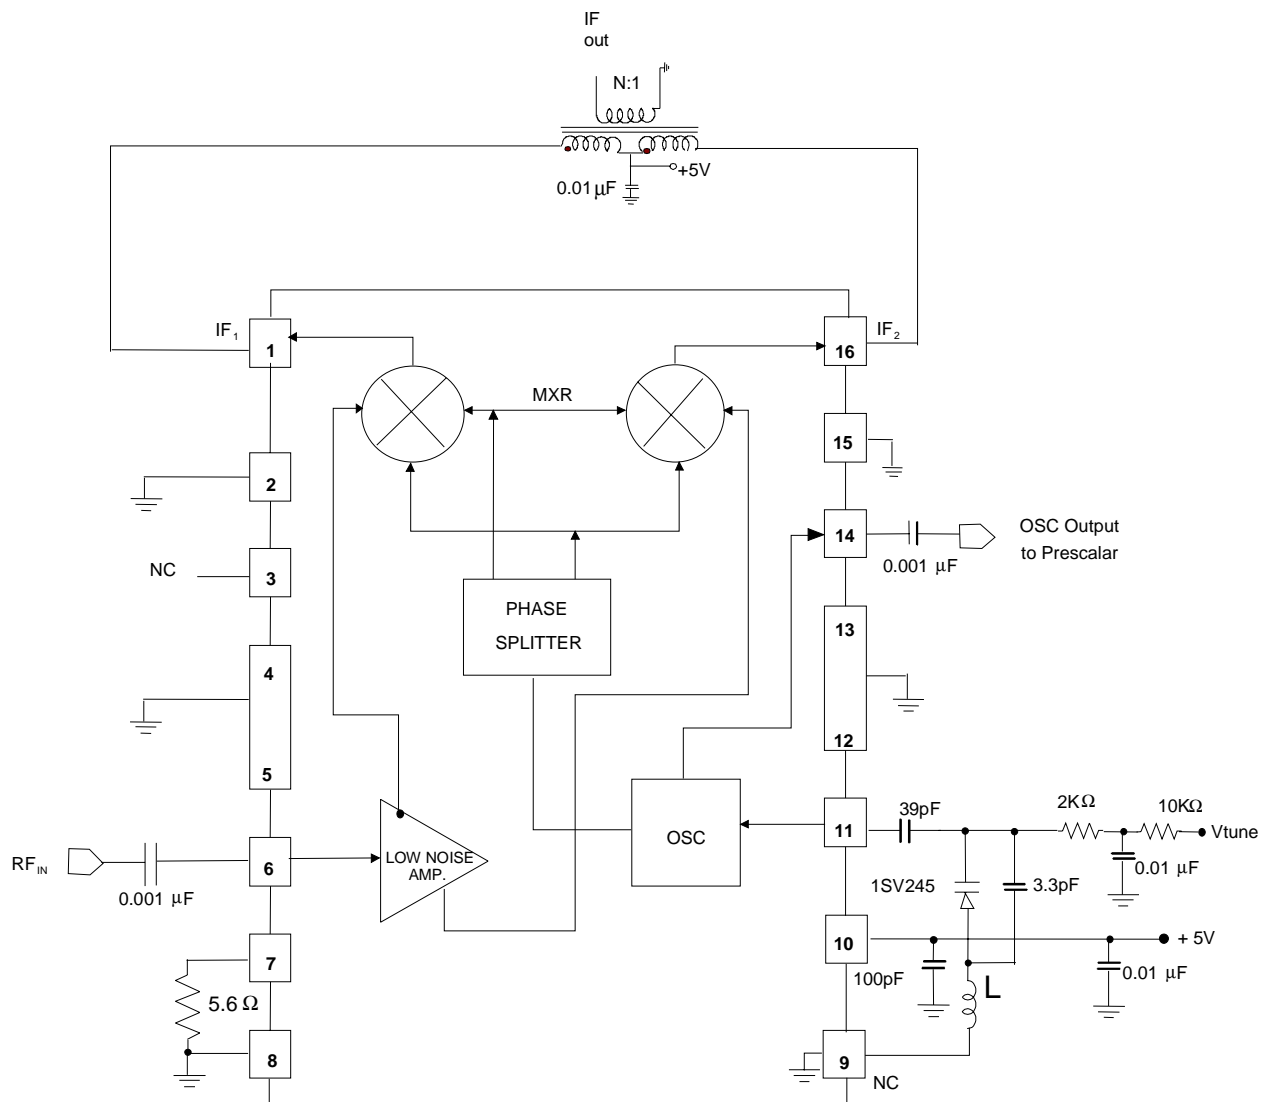 IF
out
N:1
+5V
0.01 μF
IF₁
1
16
IF₂
MXR
15
2
14
OSC Output
to Prescalar
0.001 μF
NC
3
PHASE
SPLITTER
13
4
12
5
39pF
2KΩ
10KΩ
Vtune
11
OSC
RF_IN
6
LOW NOISE
AMP.
0.001 μF
1SV245
3.3pF
0.01 μF
7
10
+ 5V
5.6 Ω
100pF
L
0.01 μF
8
9
NC